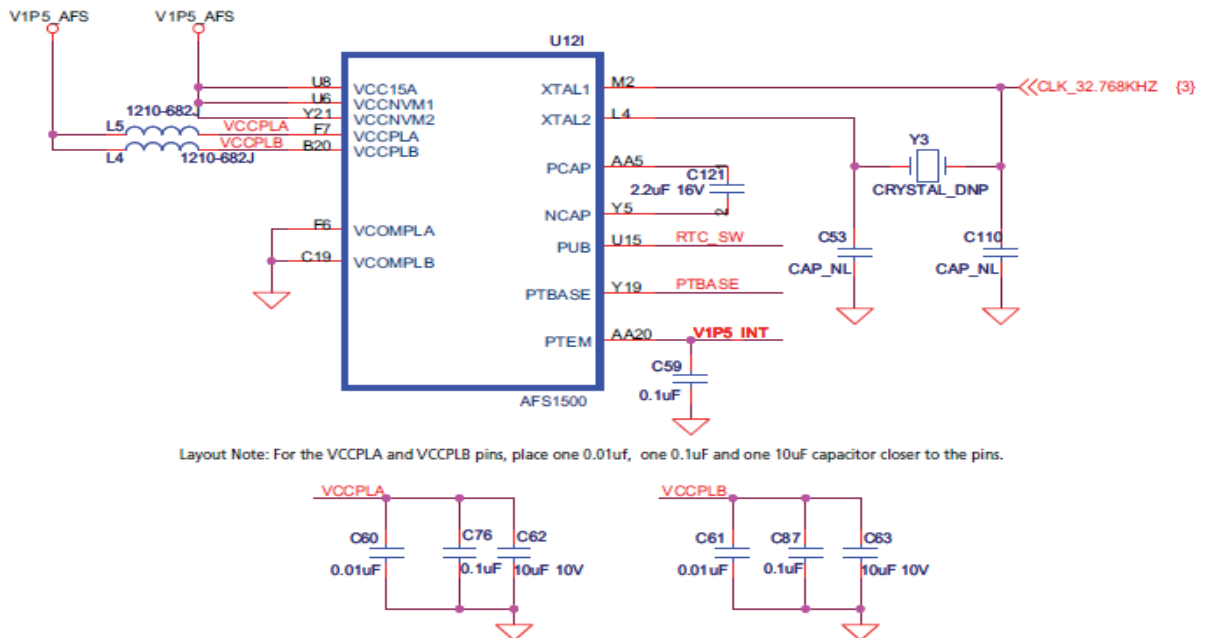 V1P5_AFS V1P5_AFS
U12I
U8 VCC15A XTAL1 M2 CLK_32.768KHZ {3}
U6 VCCNVM1
Y21 VCCNVM2 XTAL2 L4
1210-682J
L5 VCCPLA F7 VCCPLA
L4 1210-682J VCCPLB B20 VCCPLB
Y3
CRYSTAL_DNP
PCAP AA5
C121 1
2.2uF 16V
2
NCAP Y5
F6 VCOMPLA
PUB U15 RTC_SW
C53 C110
CAP_NL CAP_NL
C19 VCOMPLB
PTBASE Y19 PTBASE
PTEM AA20 V1P5_INT
C59
0.1uF
AFS1500
Layout Note: For the VCCPLA and VCCPLB pins, place one 0.01uf, one 0.1uF and one 10uF capacitor closer to the pins.
VCCPLA VCCPLB
C60 C76 C62 C61 C87 C63
0.01uF 0.1uF 10uF 10V 0.01uF 0.1uF 10uF 10V